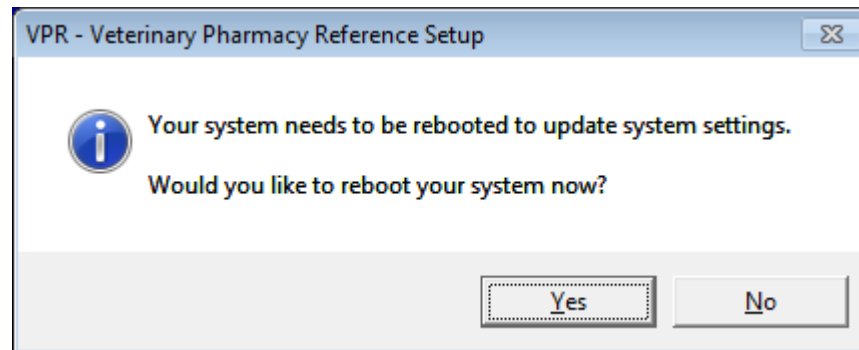 VPR - Veterinary Pharmacy Reference Setup
Your system needs to be rebooted to update system settings.
Would you like to reboot your system now?
Yes
No